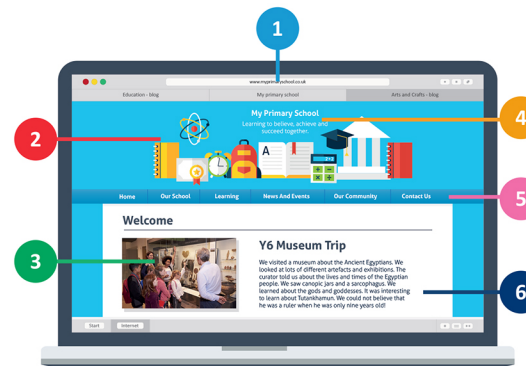 1
www.myprimaryschool.co.uk
Education - blog
My primary school
Arts and Crafts - blog
2
My Primary School
Learning to believe, achieve and
succeed together.
4
A
Home
Our School
Learning
News And Events
Our Community
Contact Us
5
Welcome
3
Y6 Museum Trip
We visited a museum about the Ancient Egyptians. We
looked at lots of different artefacts and exhibitions. The
curator told us about the lives and times of the Egyptian
people. We saw canopic jars and a sarcophagus. We
learned about the gods and goddesses. It was interesting
to learn about Tutankhamun. We could not believe that
he was a ruler when he was only nine years old!
6
Start
Internet